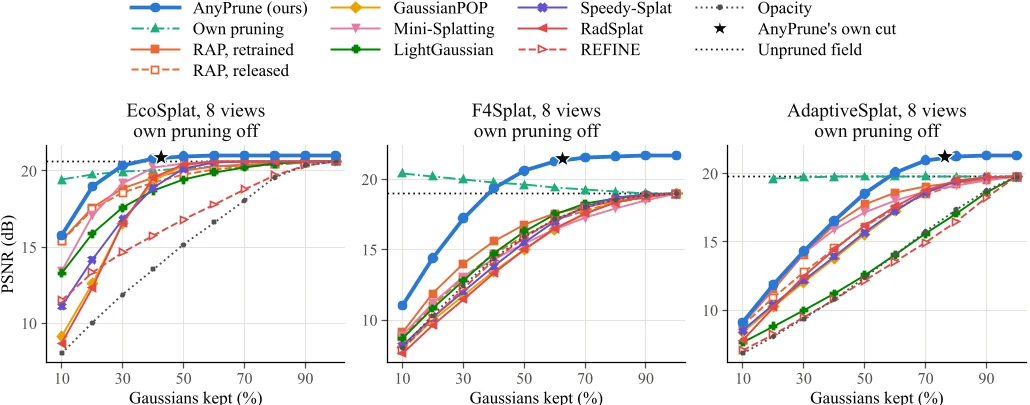 AnyPrune (ours)
GaussianPOP
Speedy-Splat
Opacity
Own pruning
Mini-Splatting
RadSplat
AnyPrune's own cut
RAP, retrained
LightGaussian
REFINE
Unpruned field
RAP, released
EcoSplat, 8 views
own pruning off
F4Splat, 8 views
own pruning off
AdaptiveSplat, 8 views
own pruning off
PSNR (dB)
20
15
10
10
30
50
70
90
Gaussians kept (%)
20
15
10
10
30
50
70
90
Gaussians kept (%)
20
15
10
10
30
50
70
90
Gaussians kept (%)